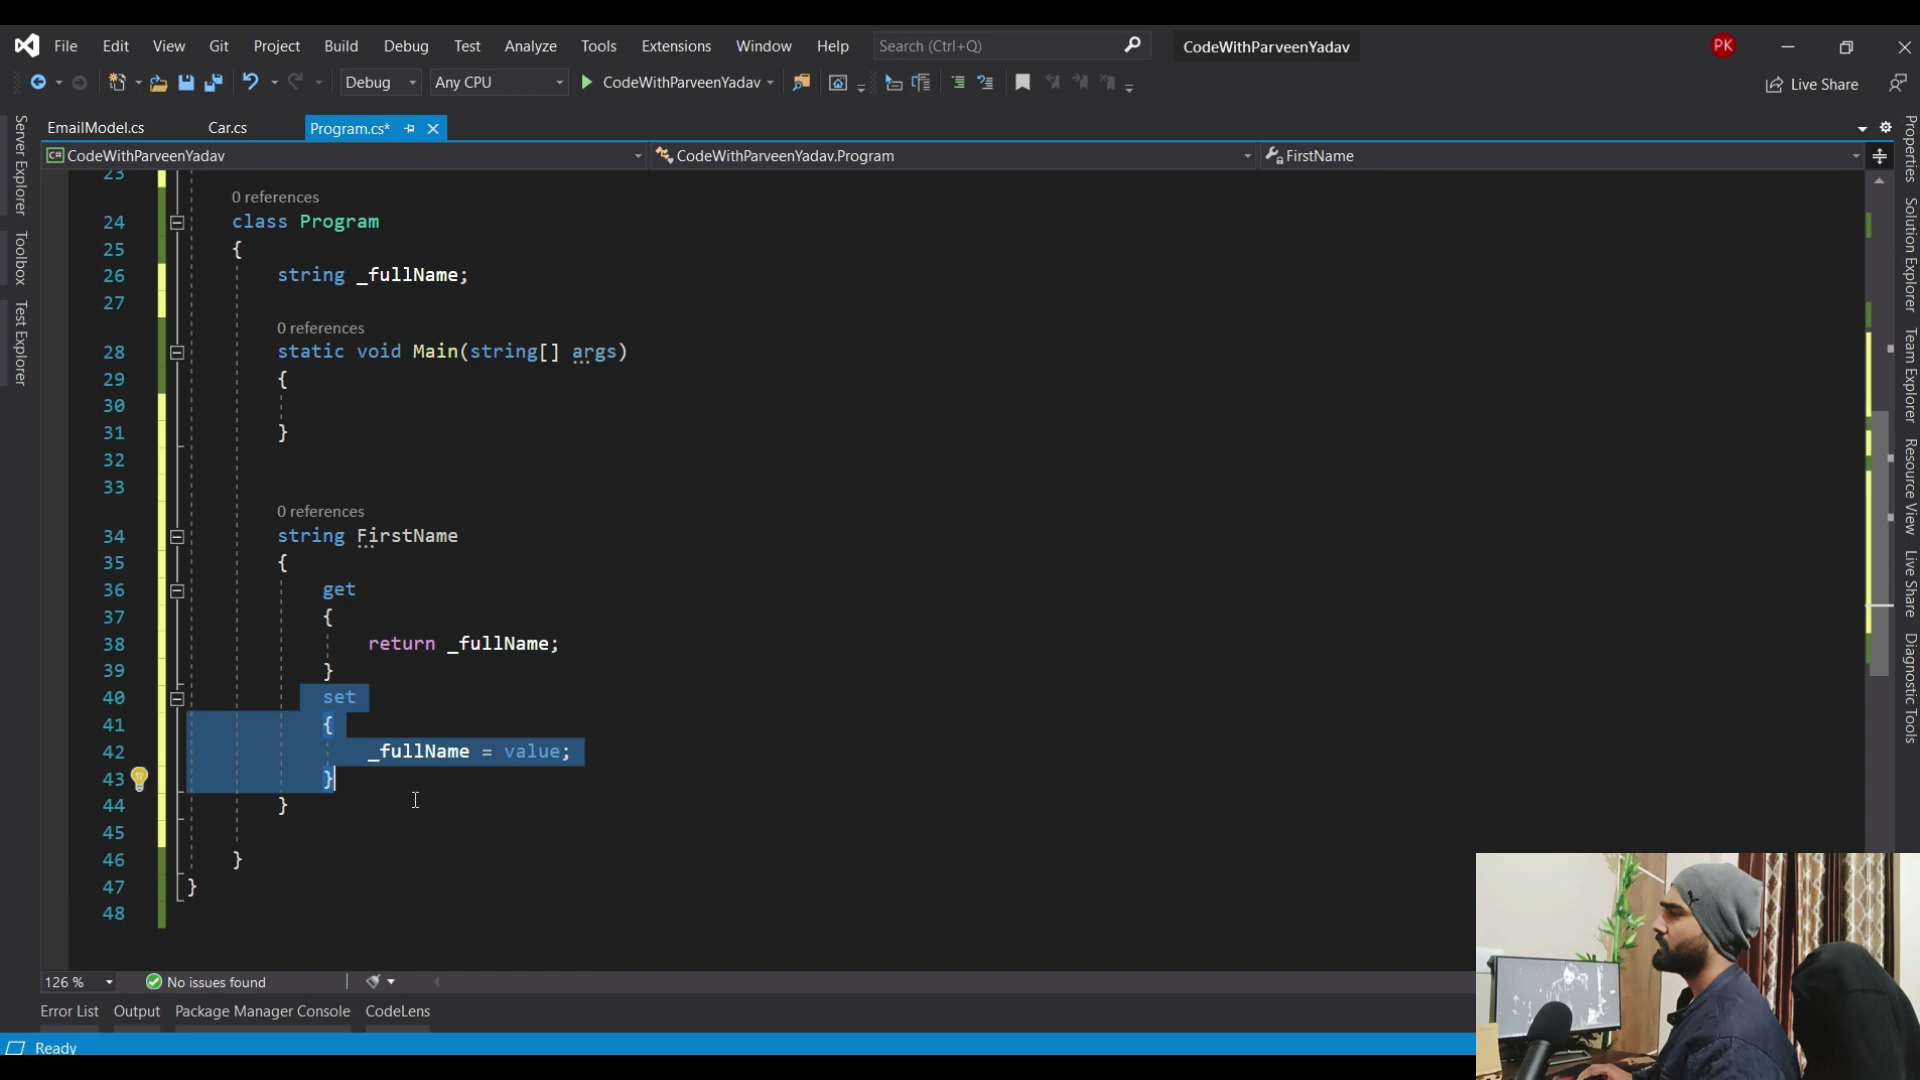 File Edit View Git Project Build Debug Test Analyze Tools Extensions Window Help Search (Ctrl+Q) CodeWithParveenYadav PK
Debug Any CPU CodeWithParveenYadav Live Share
EmailModel.cs Car.cs Program.cs*
CodeWithParveenYadav CodeWithParveenYadav.Program FirstName
Server Explorer
Toolbox
Test Explorer
23
0 references
24 class Program
25 {
26 string _fullName;
27
0 references
28 static void Main(string[] args)
29 {
30
31 }
32
33
0 references
34 string FirstName
35 {
36 get
37 {
38 return _fullName;
39 }
40 set
41 {
42 _fullName = value;
43 }
44 }
45
46 }
47 }
48
Properties
Solution Explorer
Team Explorer
Resource View
Live Share
Diagnostic Tools
126 % No issues found
Error List Output Package Manager Console CodeLens
Ready